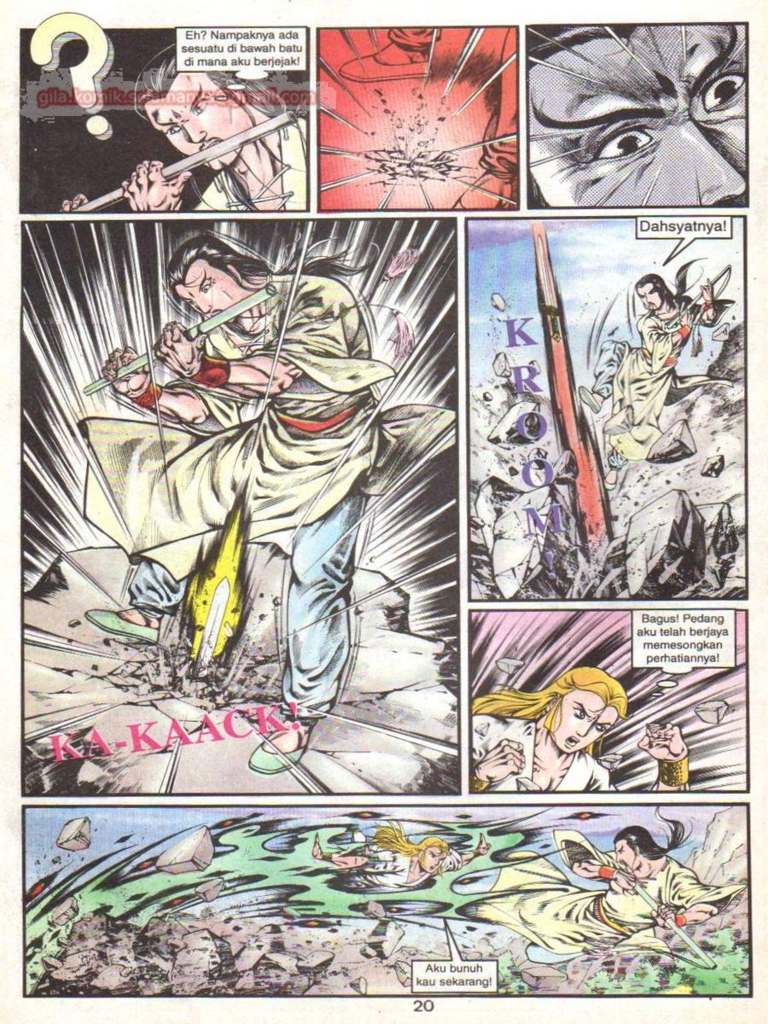 ?
Eh? Nampaknya ada
sesuatu di bawah batu
di mana aku berjejak!
Dahsyatnya!
KROOM!
KA-KAACK!
Bagus! Pedang
aku telah berjaya
memesongkan
perhatiannya!
Aku bunuh
kau sekarang!
20